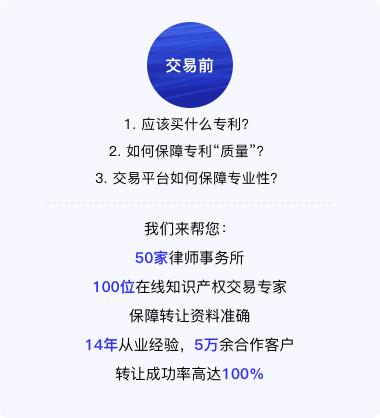 交易前
1. 应该买什么专利?
2. 如何保障专利“质量”?
3. 交易平台如何保障专业性?
我们来帮您：
50家律师事务所
100位在线知识产权交易专家
保障转让资料准确
14年从业经验，5万余合作客户
转让成功率高达100%